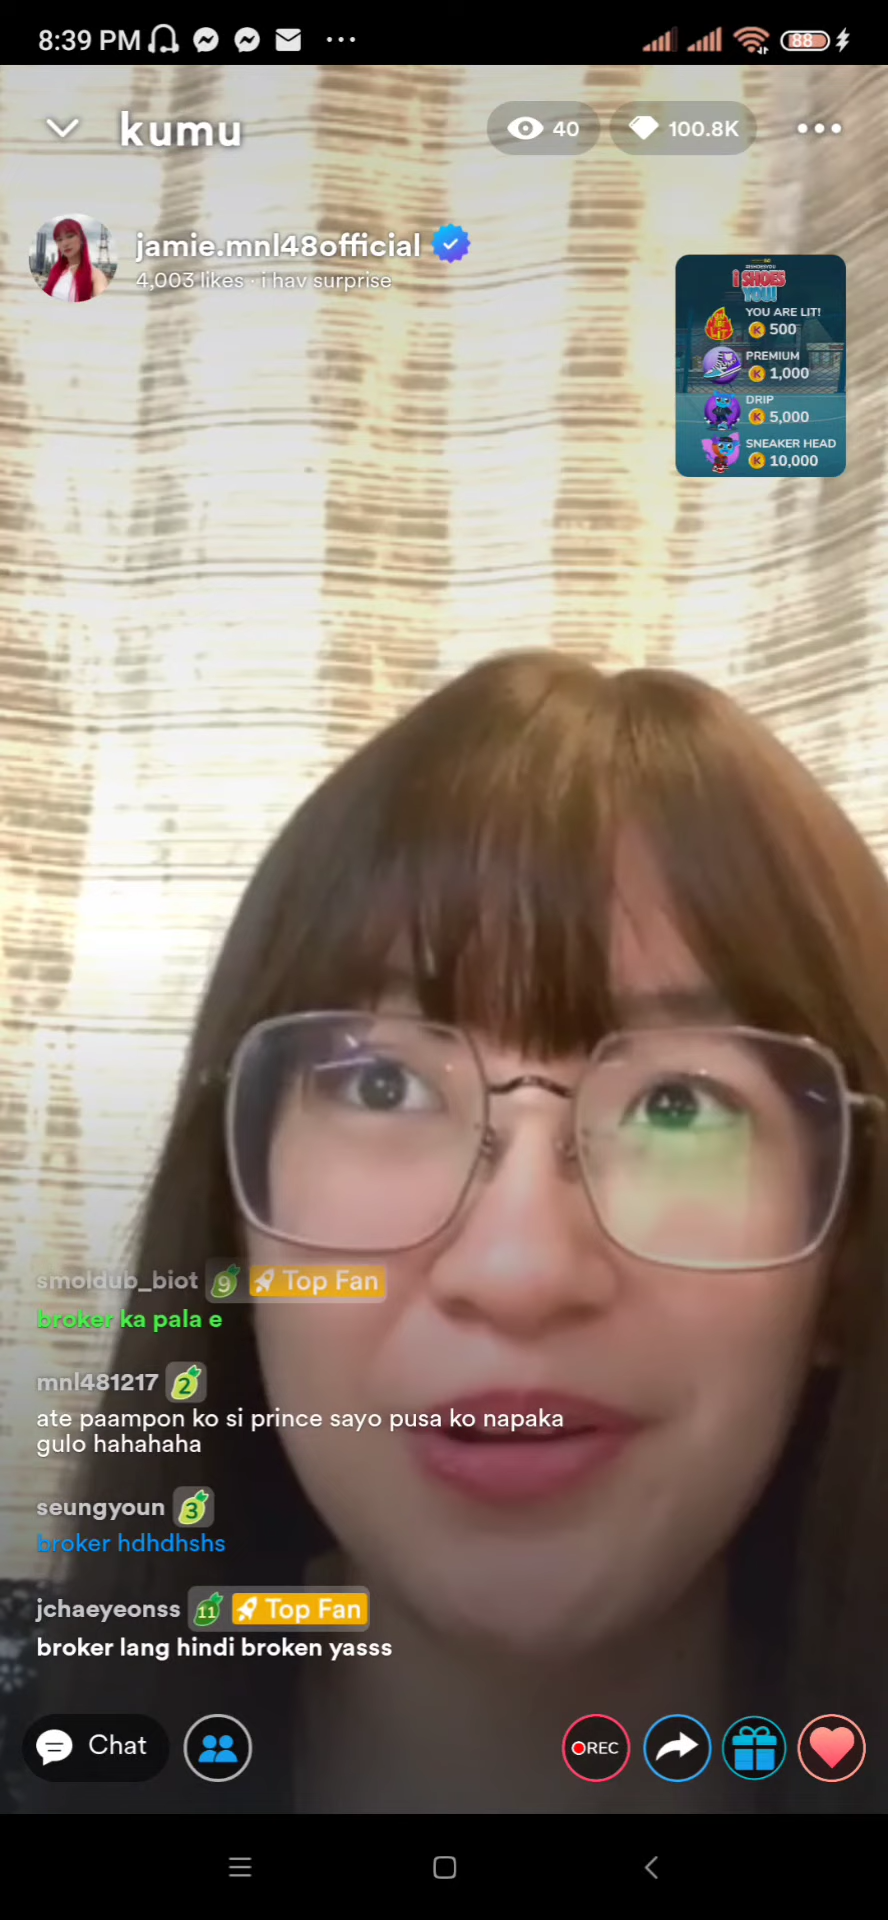 8:39 PM
88
kumu
40
100.8K
jamie.mnl48official
4,003 likes · i hav surprise
I SHOES
YOU!
YOU ARE LIT!
500
PREMIUM
1,000
DRIP
5,000
SNEAKER HEAD
10,000
smoldub_biot 9 Top Fan
broker ka pala e
mnl481217 2
ate paampon ko si prince sayo pusa ko napaka
gulo hahahaha
seungyoun 3
broker hdhdhshs
jchaeyeonss 11 Top Fan
broker lang hindi broken yasss
Chat
REC